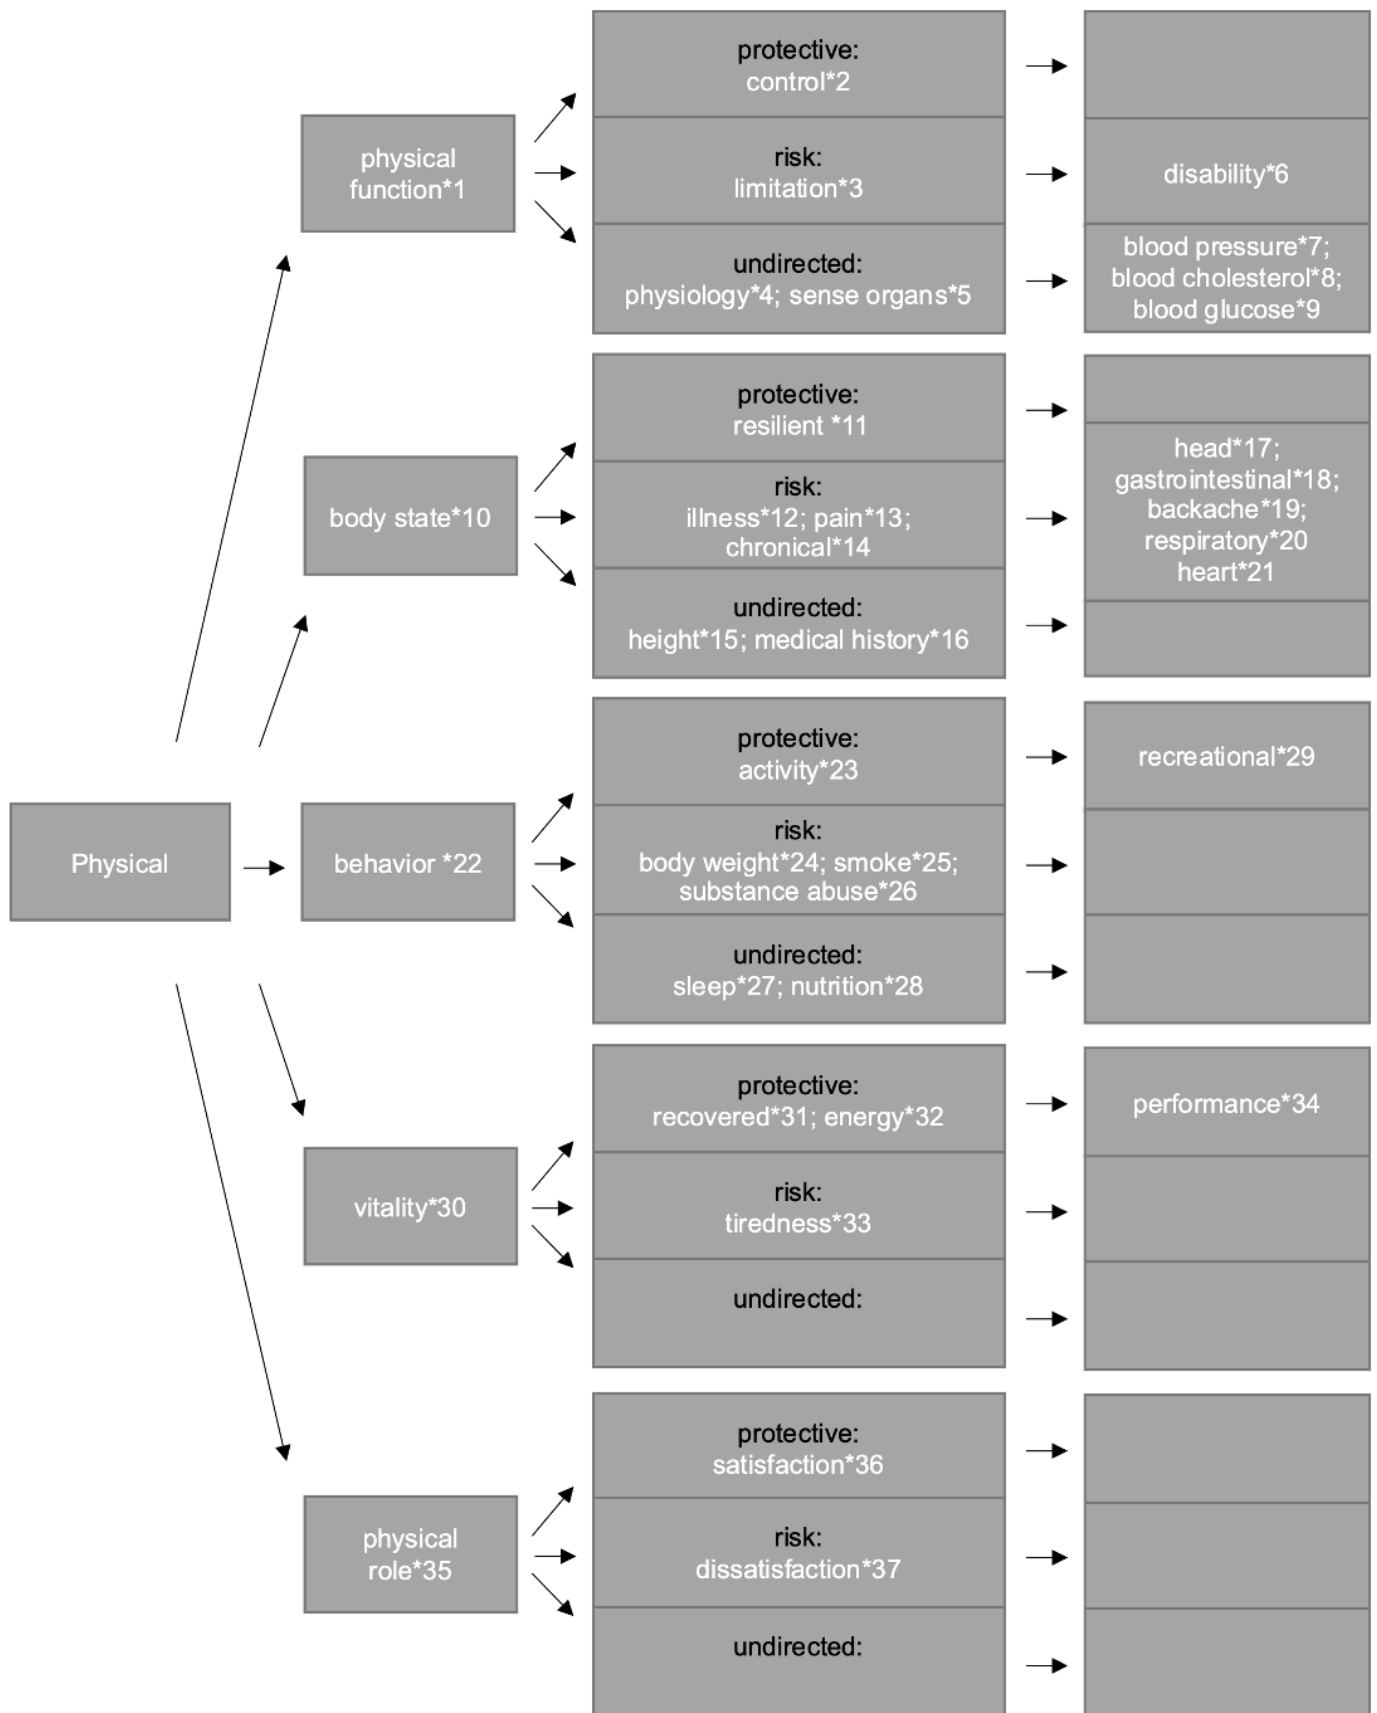 protective:
control*2
physical
function*1
risk:
limitation*3
disability*6
undirected:
physiology*4; sense organs*5
blood pressure*7;
blood cholesterol*8;
blood glucose*9
protective:
resilient *11
body state*10
risk:
illness*12; pain*13;
chronical*14
head*17;
gastrointestinal*18;
backache*19;
respiratory*20
heart*21
undirected:
height*15; medical history*16
Physical
behavior *22
protective:
activity*23
recreational*29
risk:
body weight*24; smoke*25;
substance abuse*26
undirected:
sleep*27; nutrition*28
vitality*30
protective:
recovered*31; energy*32
performance*34
risk:
tiredness*33
undirected:
physical
role*35
protective:
satisfaction*36
risk:
dissatisfaction*37
undirected: